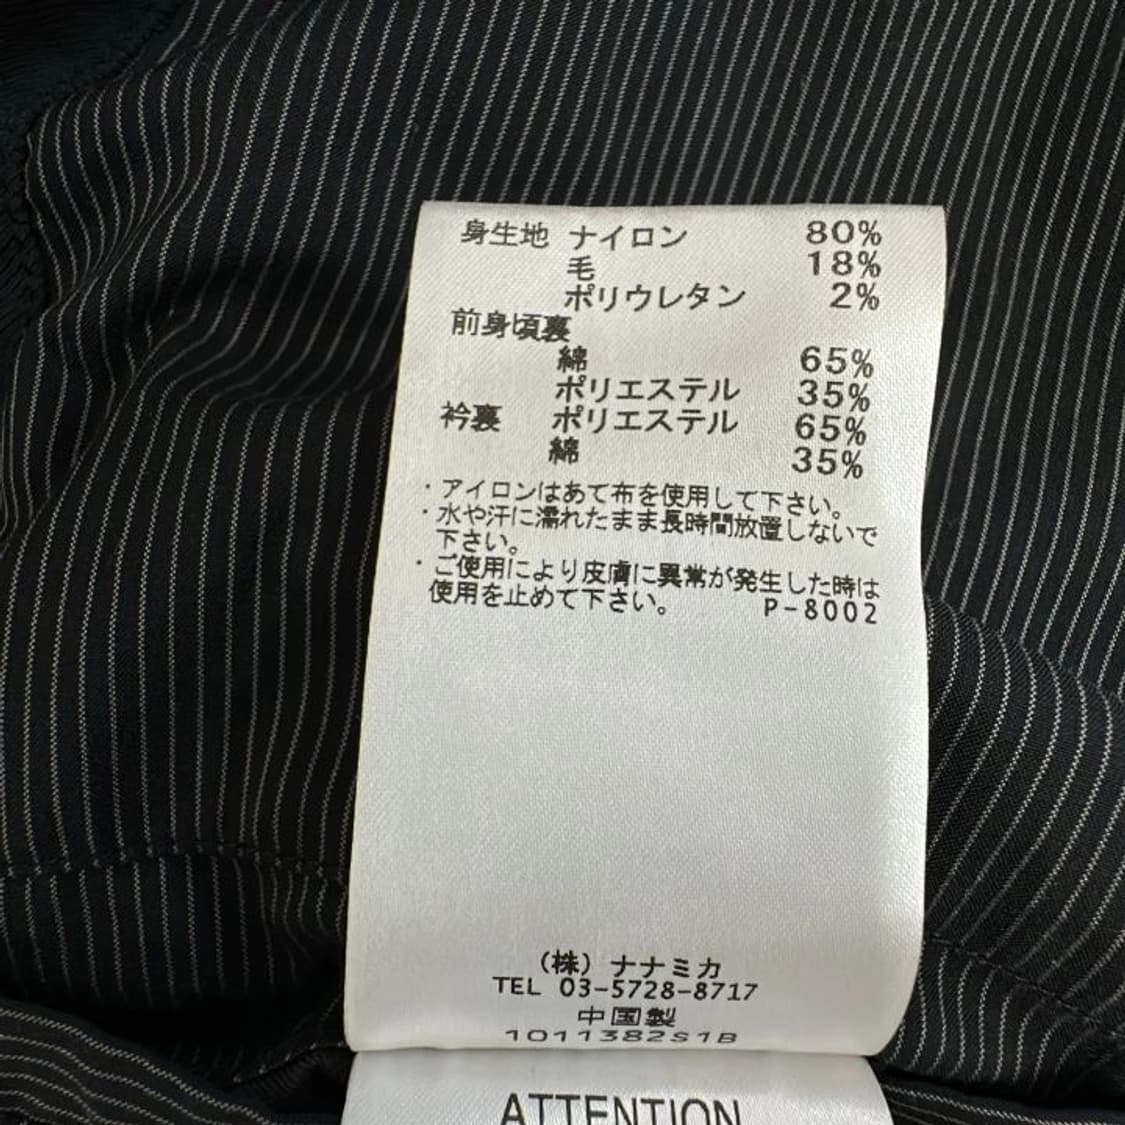 身生地 ナイロン 80%
毛 18%
ポリウレタン 2%
前身頃裏
綿 65%
ポリエステル 35%
衿裏 ポリエステル 65%
綿 35%
・アイロンはあて布を使用して下さい。
・水や汗に濡れたまま長時間放置しないで
下さい。
・ご使用により皮膚に異常が発生した時は
使用を止めて下さい。 P-8002
(株)ナナミカ
TEL 03-5728-8717
中国製
1011382S1B
ATTENTION